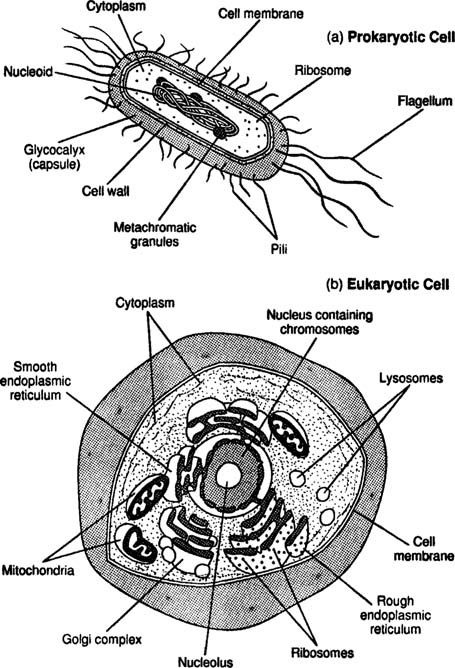 Cytoplasm
Cell membrane
(a) Prokaryotic Cell
Nucleoid
Ribosome
Flagellum
Glycocalyx
(capsule)
Cell wall
Metachromatic
granules
Pili
(b) Eukaryotic Cell
Cytoplasm
Nucleus containing
chromosomes
Smooth
endoplasmic
reticulum
Lysosomes
Cell
membrane
Mitochondria
Rough
endoplasmic
reticulum
Golgi complex
Ribosomes
Nucleolus